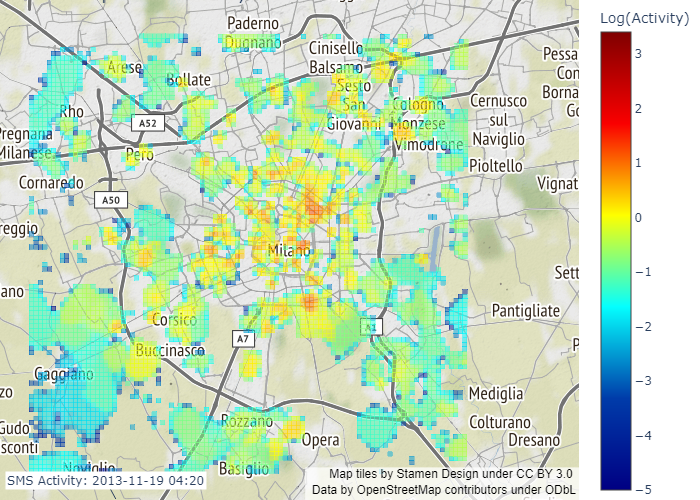 Paderno
Dugnano
Cinisello
Balsamo
Log(Activity)
Arese
Bollate
Sesto
San
Giovanni
Cologno
Monzese
Cernusco
sul
Naviglio
Pessa
Con
Borna
Go
Rho
A52
Pregnana
Milanese
Pero
Vimodrone
Pioltello
Cornaredo
Vignat
A50
reggio
Milano
Sett
ano
Pantigliate
Corsico
A7
A1
Buccinasco
P
Gaggiano
zo
Mediglia
Gudo
sconti
Rozzano
Opera
Colturano
Dresano
Noviglio
Basiglio
SMS Activity: 2013-11-19 04:20
Map tiles by Stamen Design under CC BY 3.0
Data by OpenStreetMap contributors under ODbL
3
2
1
0
−1
−2
−3
−4
−5